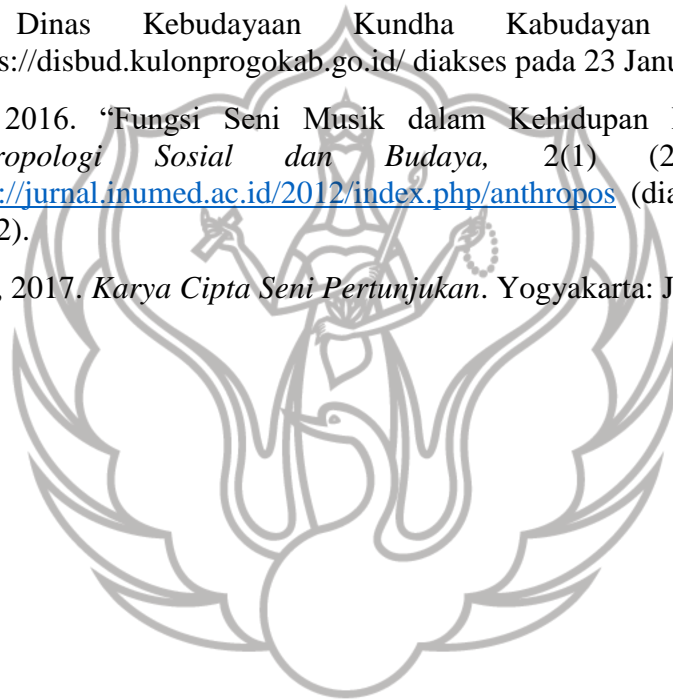 Dinas Kebudayaan Kundha Kabudayan
s://disbud.kulonprogokab.go.id/ diakses pada 23 Janu
2016. “Fungsi Seni Musik dalam Kehidupan
ropologi Sosial dan Budaya, 2(1) (2
://jurnal.inumed.ac.id/2012/index.php/anthropos (dia
2).
, 2017. Karya Cipta Seni Pertunjukan. Yogyakarta: J